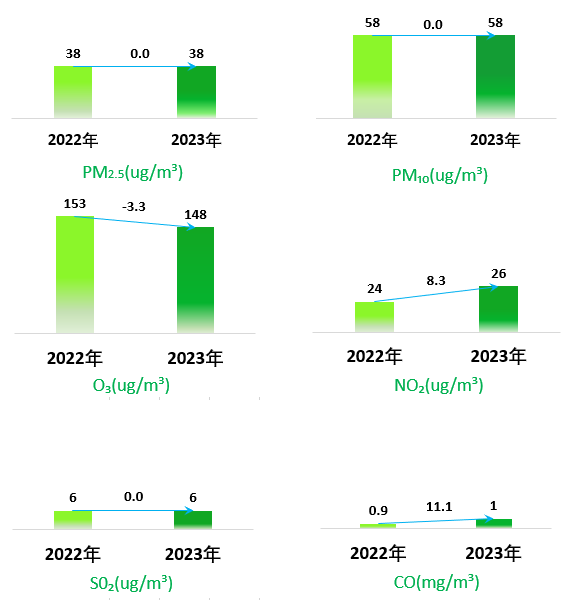 38 0.0 38
2022年 2023年
PM2.5(ug/m³)
58 0.0 58
2022年 2023年
PM₁₀(ug/m³)
153 -3.3 148
2022年 2023年
O₃(ug/m³)
24 8.3 26
2022年 2023年
NO₂(ug/m³)
6 0.0 6
2022年 2023年
S0₂(ug/m³)
0.9 11.1 1
2022年 2023年
CO(mg/m³)